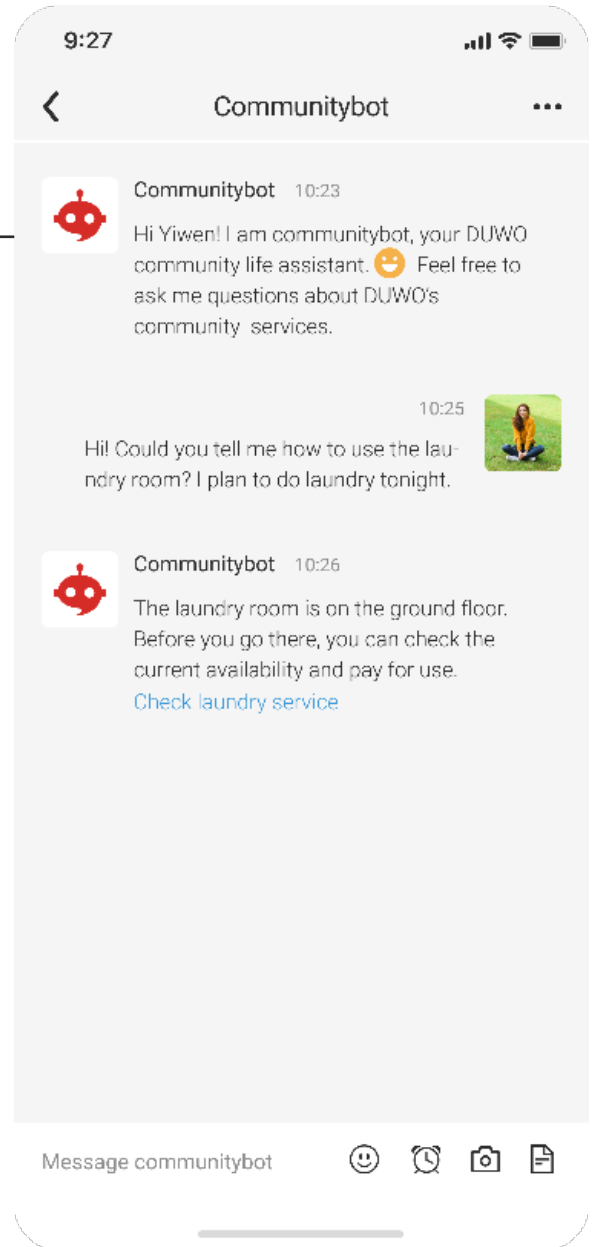 9:27
Communitybot
Communitybot 10:23
Hi Yiwen! I am communitybot, your DUWO
community life assistant. Feel free to
ask me questions about DUWO's
community services.
10:25
Hi! Could you tell me how to use the lau-
ndry room? I plan to do laundry tonight.
Communitybot 10:26
The laundry room is on the ground floor.
Before you go there, you can check the
current availability and pay for use.
Check laundry service
Message communitybot